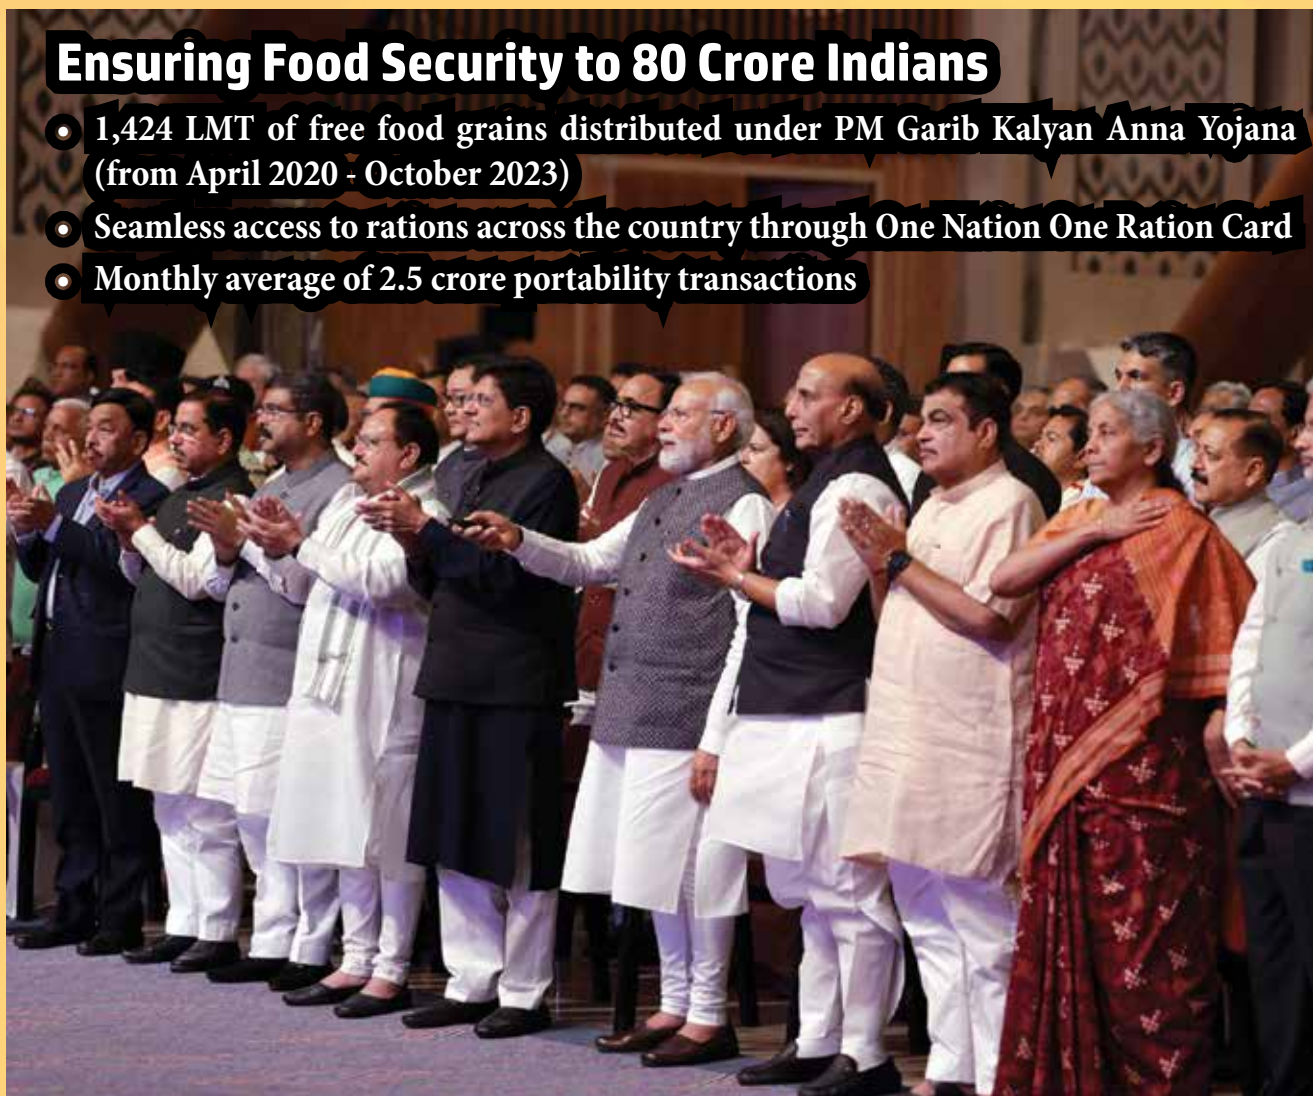 Ensuring Food Security to 80 Crore Indians
1,424 LMT of free food grains distributed under PM Garib Kalyan Anna Yojana
(from April 2020 - October 2023)
Seamless access to rations across the country through One Nation One Ration Card
Monthly average of 2.5 crore portability transactions